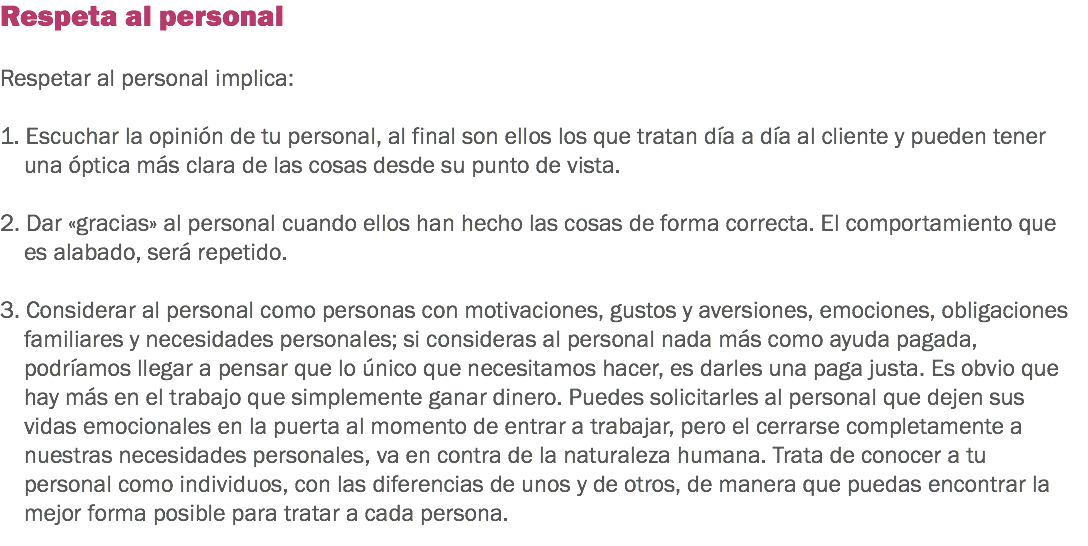 Respeta al personal
Respetar al personal implica:
1. Escuchar la opinión de tu personal, al final son ellos los que tratan día a día al cliente y pueden tener
una óptica más clara de las cosas desde su punto de vista.
2. Dar «gracias» al personal cuando ellos han hecho las cosas de forma correcta. El comportamiento que
es alabado, será repetido.
3. Considerar al personal como personas con motivaciones, gustos y aversiones, emociones, obligaciones
familiares y necesidades personales; si consideras al personal nada más como ayuda pagada,
podríamos llegar a pensar que lo único que necesitamos hacer, es darles una paga justa. Es obvio que
hay más en el trabajo que simplemente ganar dinero. Puedes solicitarles al personal que dejen sus
vidas emocionales en la puerta al momento de entrar a trabajar, pero el cerrarse completamente a
nuestras necesidades personales, va en contra de la naturaleza humana. Trata de conocer a tu
personal como individuos, con las diferencias de unos y de otros, de manera que puedas encontrar la
mejor forma posible para tratar a cada persona.